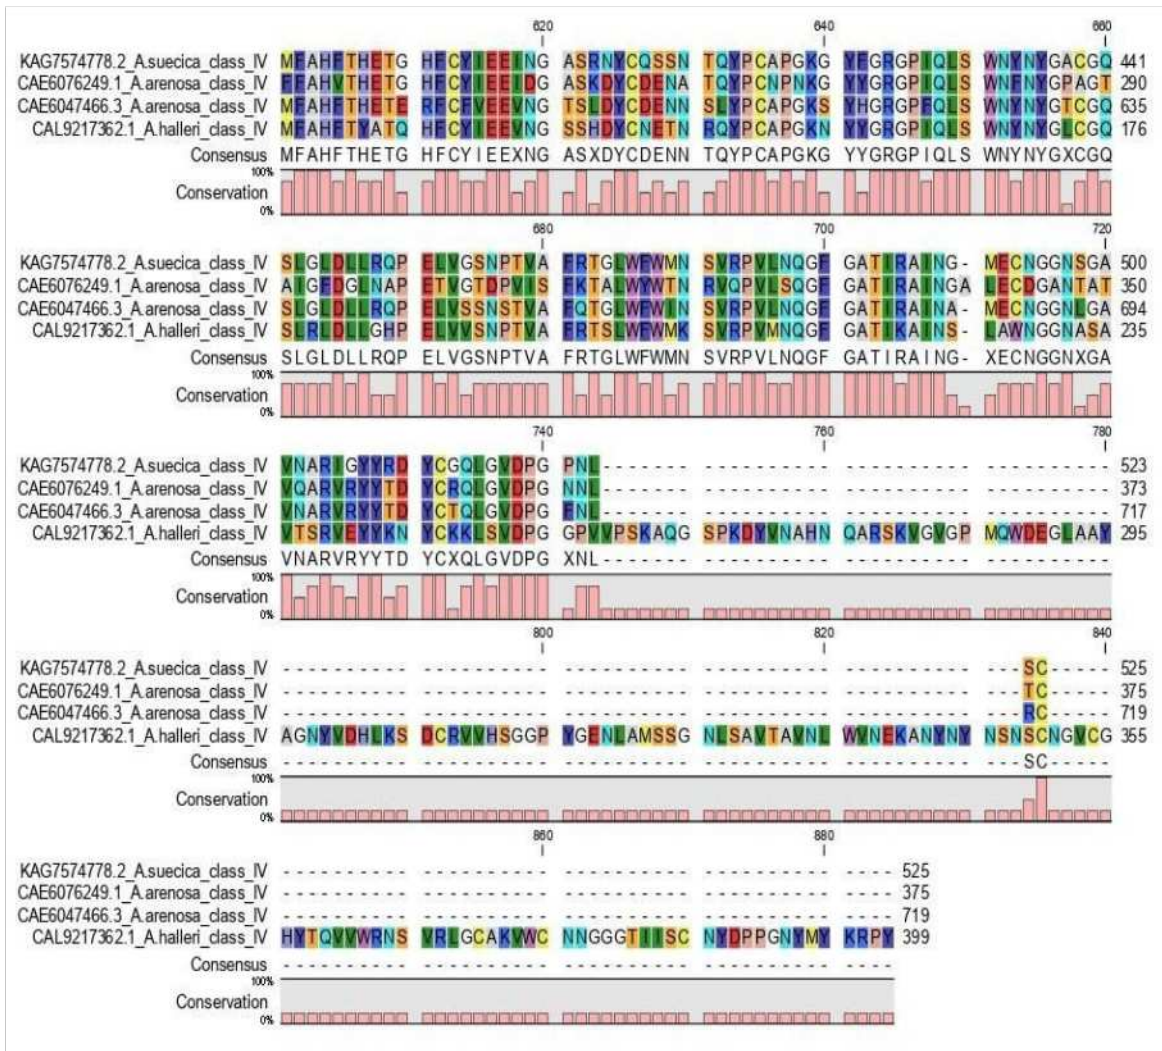 620 640 660
KAG7574778.2_A.suecica_class_IV MFAHFTHETG HFCYIEEING ASRNYCQSSN TQYPCAPGKG YFGRGPIQLS WNYNYGACGQ 441
CAE6076249.1_A.arenosa_class_IV FFAHVTHETG HFCYIEEIDG ASKDYCDENA TQYPCNPNKG YYGRGPIQLS WNFNYGPAGT 290
CAE6047466.3_A.arenosa_class_IV MFAHFTHETE RFCFVEEVNG TSLDYCDENN SLYPCAPGKS YHGRGPFQLS WNYNYGTCGQ 635
CAL9217362.1_A.halleri_class_IV MFAHFTYATQ HFCYIEEVNG SSHDYCNETN RQYPCAPGKN YYGRGPIQLS WNYNYGLCGQ 176
Consensus MFAHFTHETG HFCYIEEXNG ASXDYCDENN TQYPCAPGKG YYGRGPIQLS WNYNYGXCGQ
100%
Conservation
0%
680 700 720
KAG7574778.2_A.suecica_class_IV SLGLDLLRQP ELVGSNPTVA FRTGLWFWMN SVRPVLNQGF GATIRAING- MECNGGNSGA 500
CAE6076249.1_A.arenosa_class_IV AIGFDGLNAP ETVGTDPVIS FKTALWYWTN RVQPVLSQGF GATIRAINGA LECDGANTAT 350
CAE6047466.3_A.arenosa_class_IV SLGLDLLRQP ELVSSNSTVA FQTGLWFWIN SVRPVLNQGF GATIRAINA- MECNGGNLGA 694
CAL9217362.1_A.halleri_class_IV SLRLDLLGHP ELVVSNPTVA FRTSLWFWMK SVRPVMNQGF GATIKAINS- LAWNGGNASA 235
Consensus SLGLDLLRQP ELVGSNPTVA FRTGLWFWMN SVRPVLNQGF GATIRAING- XECNGGNXGA
100%
Conservation
0%
740 760 780
KAG7574778.2_A.suecica_class_IV VNARIGYYRD YCGQLGVDPG PNL------- ---------- ---------- ---------- 523
CAE6076249.1_A.arenosa_class_IV VQARVRYYTD YCRQLGVDPG NNL------- ---------- ---------- ---------- 373
CAE6047466.3_A.arenosa_class_IV VNARVRYYTD YCTQLGVDPG FNL------- ---------- ---------- ---------- 717
CAL9217362.1_A.halleri_class_IV VTSRVEYYKN YCKKLSVDPG GPVVPSKAQG SPKDYVNAHN QARSKVGVGP MQWDEGLAAY 295
Consensus VNARVRYYTD YCXQLGVDPG XNL------- ---------- ---------- ----------
100%
Conservation
0%
800 820 840
KAG7574778.2_A.suecica_class_IV ---------- ---------- ---------- ---------- ---------- ---SC----- 525
CAE6076249.1_A.arenosa_class_IV ---------- ---------- ---------- ---------- ---------- ---TC----- 375
CAE6047466.3_A.arenosa_class_IV ---------- ---------- ---------- ---------- ---------- ---RC----- 719
CAL9217362.1_A.halleri_class_IV AGNYVDHLKS DCRVVHSGGP YGENLAMSSG NLSAVTAVNL WVNEKANYNY NSNSCNGVCG 355
Consensus ---------- ---------- ---------- ---------- ---------- ---SC-----
100%
Conservation
0%
860 880
KAG7574778.2_A.suecica_class_IV ---------- ---------- ---------- ---------- ---- 525
CAE6076249.1_A.arenosa_class_IV ---------- ---------- ---------- ---------- ---- 375
CAE6047466.3_A.arenosa_class_IV ---------- ---------- ---------- ---------- ---- 719
CAL9217362.1_A.halleri_class_IV HYTQVVWRNS VRLGCAKVWC NNGGGTIISC NYDPPGNYMY KRPY 399
Consensus ---------- ---------- ---------- ---------- ----
100%
Conservation
0%